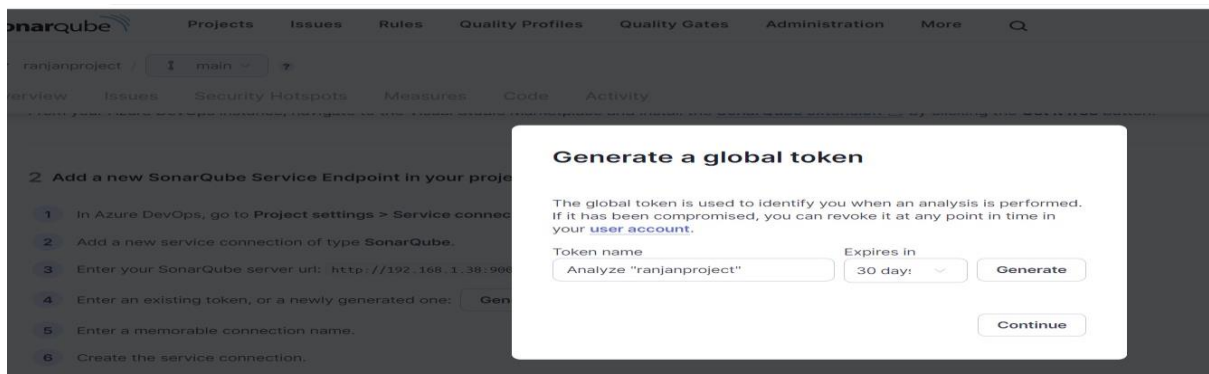 onarqube Projects Issues Rules Quality Profiles Quality Gates Administration More
ranjanproject / main ?
erview Issues Security Hotspots Measures Code Activity
2 Add a new SonarQube Service Endpoint in your proje
1 In Azure DevOps, go to Project settings > Service connec
2 Add a new service connection of type SonarQube.
3 Enter your SonarQube server url: http://192.168.1.38:900
4 Enter an existing token, or a newly generated one: Gen
5 Enter a memorable connection name.
6 Create the service connection.
Generate a global token
The global token is used to identify you when an analysis is performed.
If it has been compromised, you can revoke it at any point in time in
your user account.
Token name Expires in
Analyze "ranjanproject" 30 day Generate
Continue